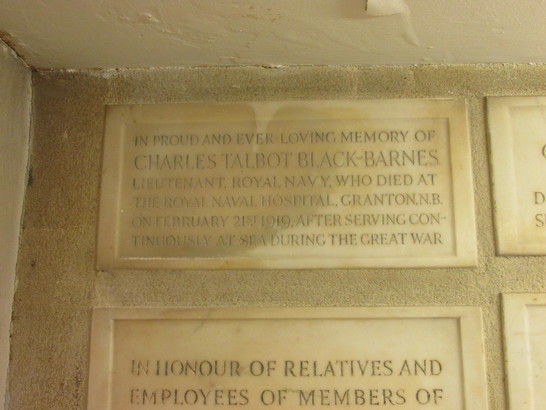 IN PROUD AND EVER-LOVING MEMORY OF
CHARLES TALBOT BLACK-BARNES
LIEUTENANT, ROYAL NAVY, WHO DIED AT
THE ROYAL NAVAL HOSPITAL, GRANTON, N.B.
ON FEBRUARY 21ST 1919, AFTER SERVING CON-
TINUOUSLY AT SEA DURING THE GREAT WAR
IN HONOUR OF RELATIVES AND
EMPLOYEES OF MEMBERS OF